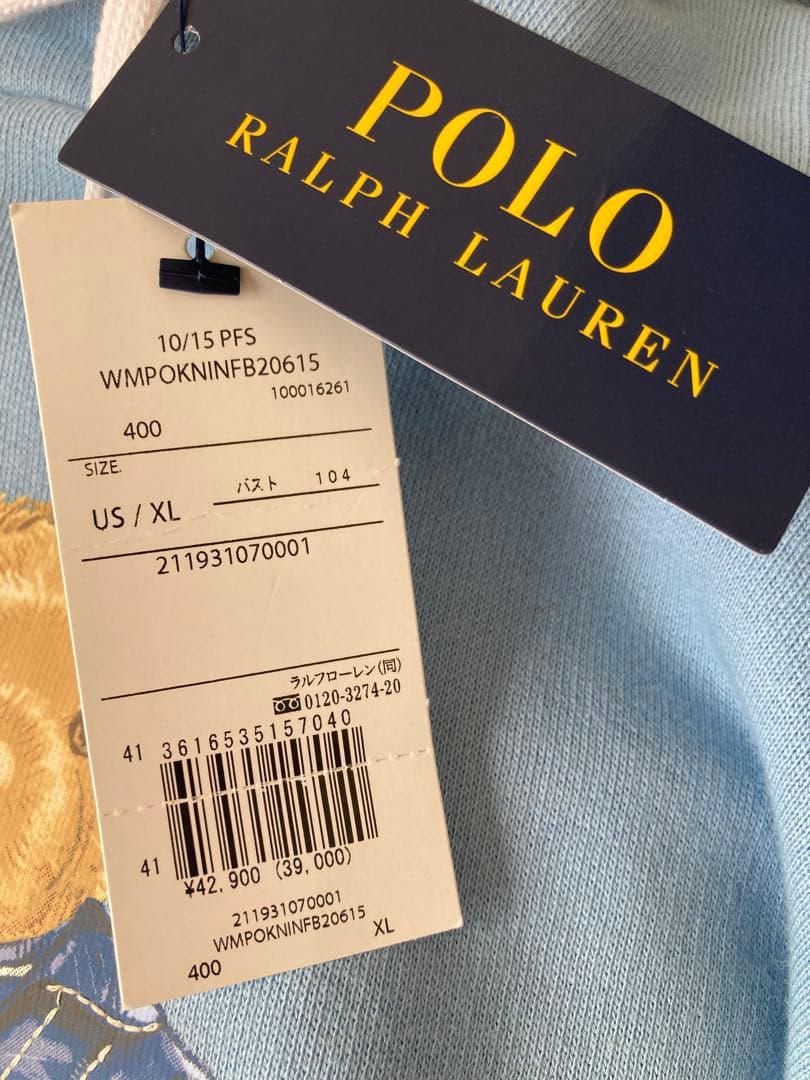 POLO
RALPH LAUREN
10/15 PFS
WMPOKNINFB20615
100016261
400
SIZE.
US / XL
バスト 104
211931070001
ラルフローレン(同)
0120-3274-20
41 3616535157040
41
¥42,900 (39,000)
211931070001
WMPOKNINFB20615
400 XL